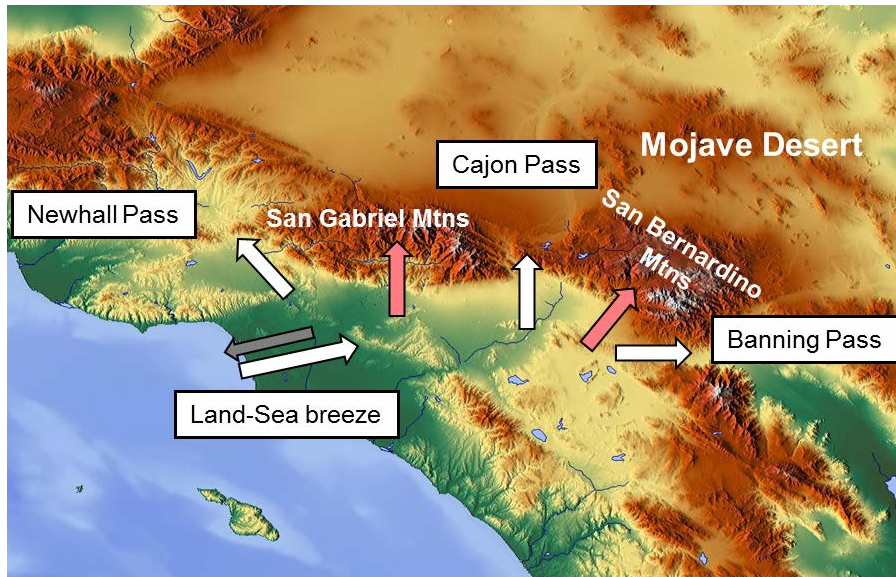 Cajon Pass
Mojave Desert
Newhall Pass
San Gabriel Mtns
San Bernardino
Mtns
Banning Pass
Land-Sea breeze